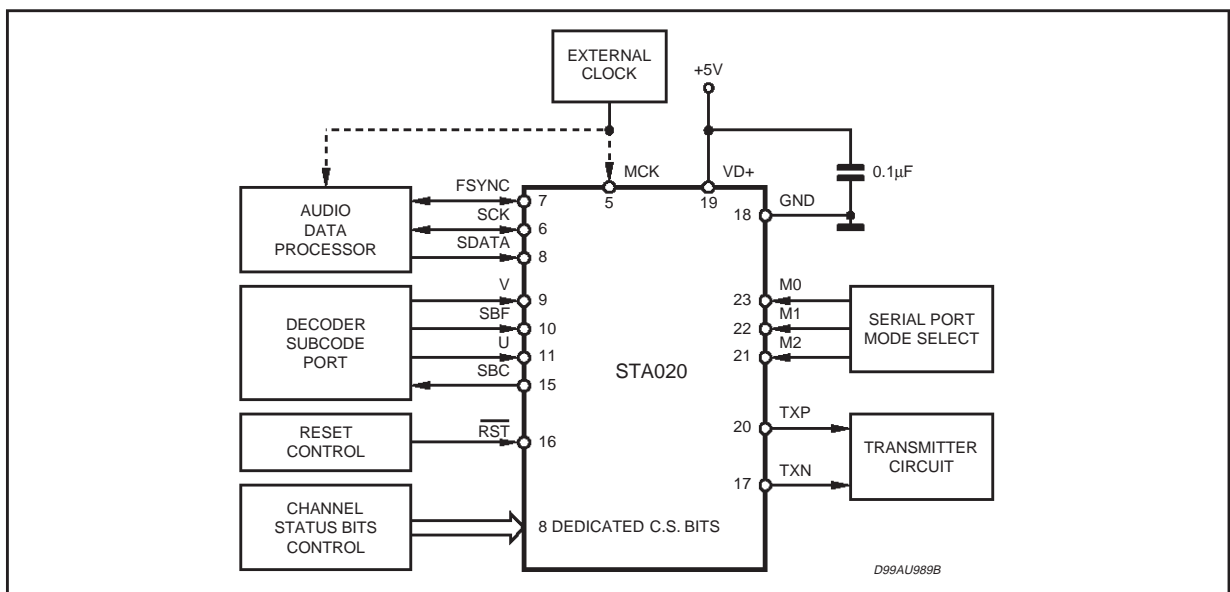 EXTERNAL
CLOCK
+5V
MCK
VD+
5
19
0.1µF
GND
18
AUDIO
DATA
PROCESSOR
FSYNC
7
SCK
6
SDATA
8
DECODER
SUBCODE
PORT
V
9
SBF
10
U
11
SBC
15
RESET
CONTROL
RST
16
CHANNEL
STATUS BITS
CONTROL
8 DEDICATED C.S. BITS
STA020
23
M0
22
M1
21
M2
SERIAL PORT
MODE SELECT
20
TXP
17
TXN
TRANSMITTER
CIRCUIT
D99AU989B